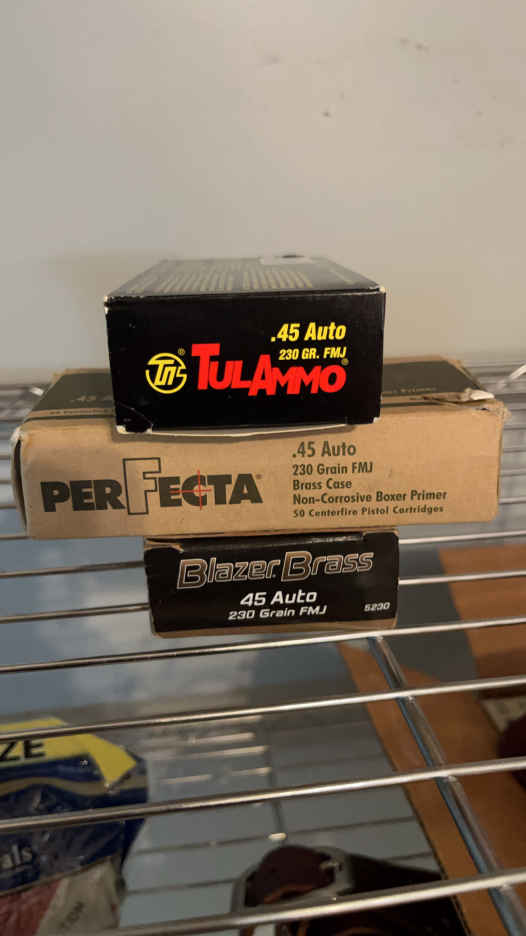 .45 Auto
230 GR. FMJ
TULAMMO®
PERFECTA®
.45 Auto
230 Grain FMJ
Brass Case
Non-Corrosive Boxer Primer
50 Centerfire Pistol Cartridges
Blazer. Brass
45 Auto
230 Grain FMJ
5230
ZE
als